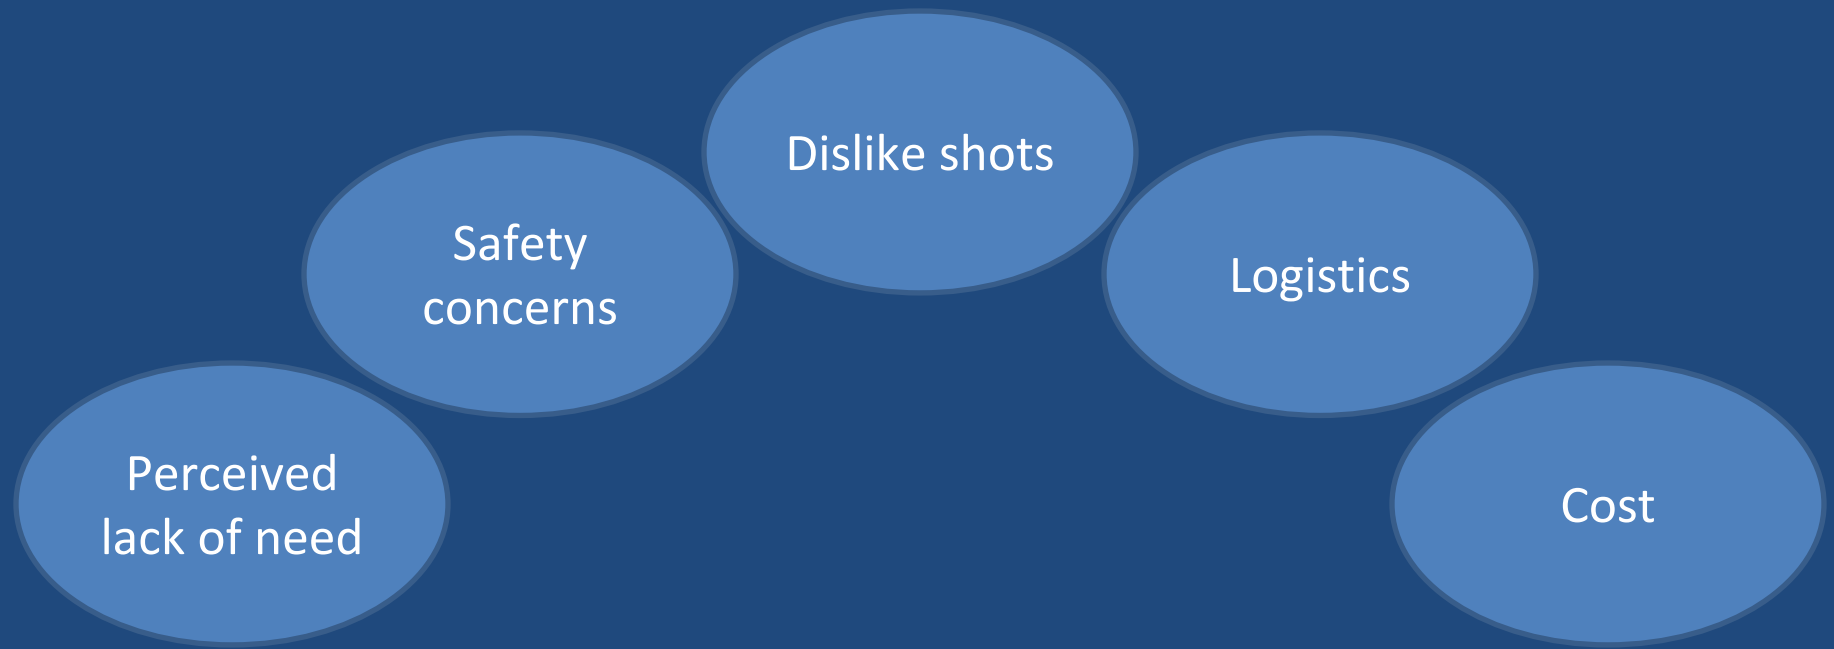 Perceived
lack of need
Safety
concerns
Dislike shots
Logistics
Cost